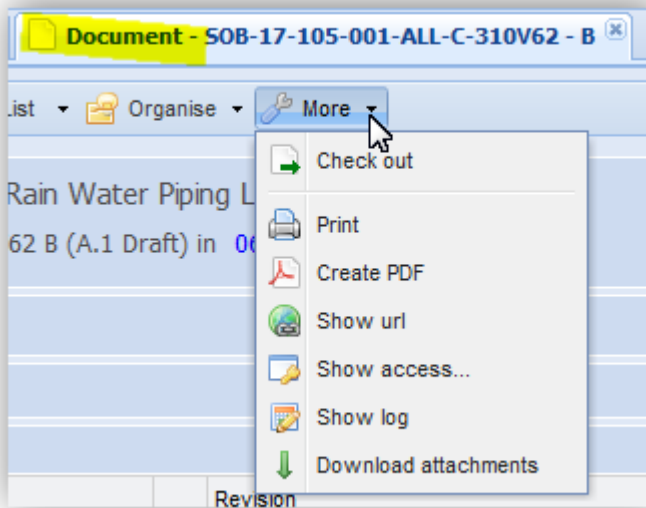 Document - SOB-17-105-001-ALL-C-310V62 - B
List Organise More
Check out
Rain Water Piping L
Print
62 B (A.1 Draft) in 06
Create PDF
Show url
Show access...
Show log
Download attachments
Revision